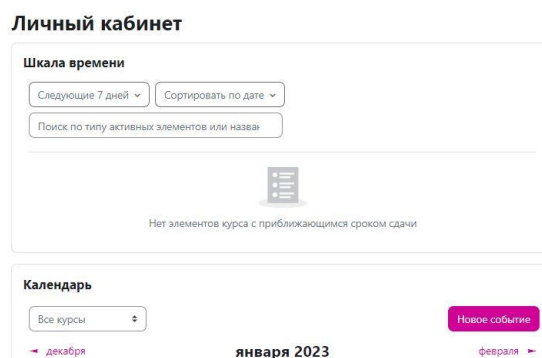 Личный кабинет
Шкала времени
Следующие 7 дней Сортировать по дате
Поиск по типу активных элементов или назван
Нет элементов курса с приближающимся сроком сдачи
Календарь
Все курсы Новое событие
◄ декабря января 2023 февраля ►